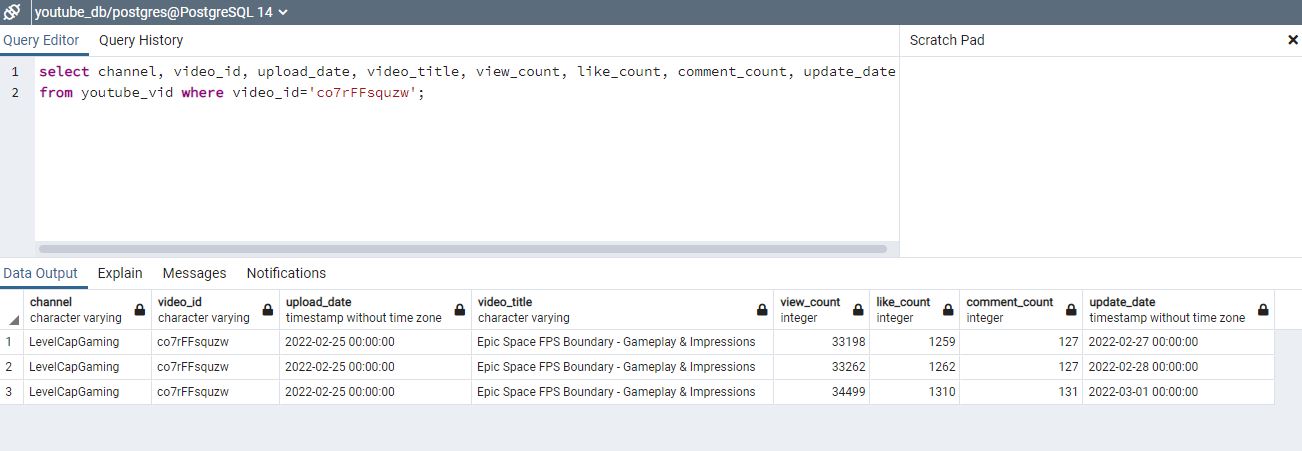 youtube_db/postgres@PostgreSQL 14
Query Editor Query History
Scratch Pad
1 select channel, video_id, upload_date, video_title, view_count, like_count, comment_count, update_date
2 from youtube_vid where video_id='co7rFFsquzw';
Data Output Explain Messages Notifications
channel video_id upload_date video_title view_count like_count comment_count update_date
character varying character varying timestamp without time zone character varying integer integer integer timestamp without time zone
1 LevelCapGaming co7rFFsquzw 2022-02-25 00:00:00 Epic Space FPS Boundary - Gameplay & Impressions 33198 1259 127 2022-02-27 00:00:00
2 LevelCapGaming co7rFFsquzw 2022-02-25 00:00:00 Epic Space FPS Boundary - Gameplay & Impressions 33262 1262 127 2022-02-28 00:00:00
3 LevelCapGaming co7rFFsquzw 2022-02-25 00:00:00 Epic Space FPS Boundary - Gameplay & Impressions 34499 1310 131 2022-03-01 00:00:00